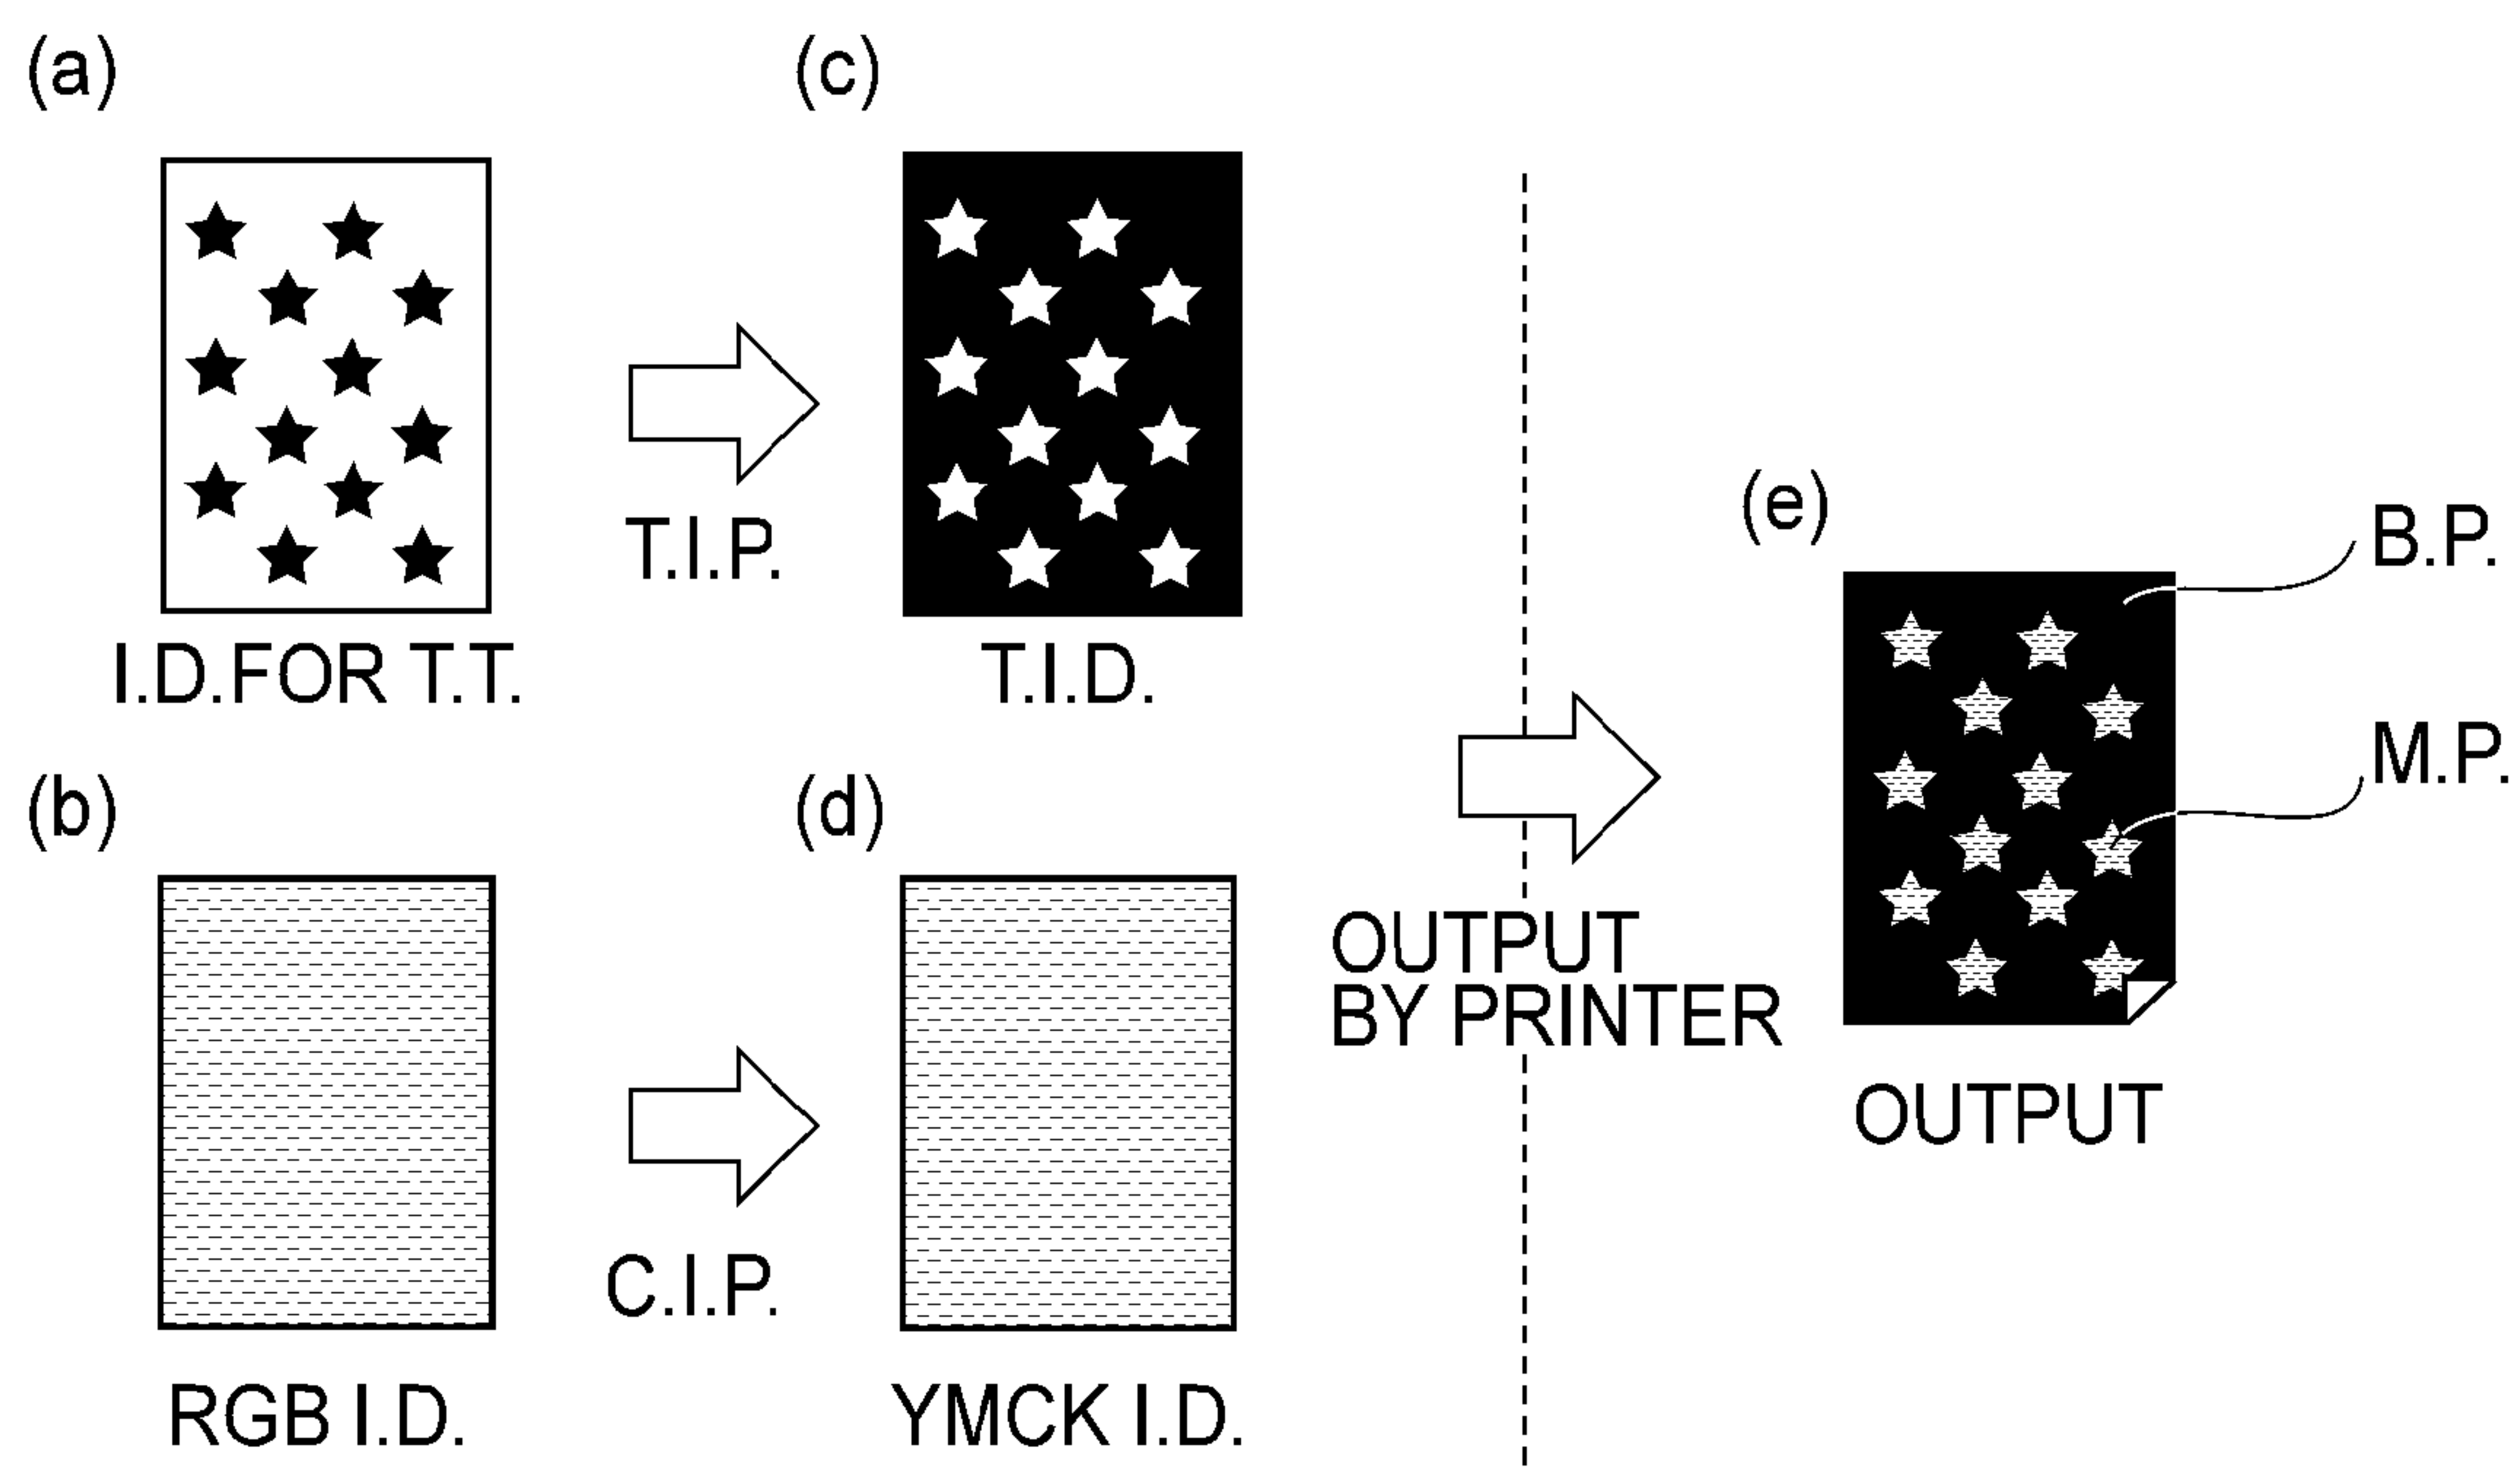 (a)
(c)
T.I.P.
I.D.FOR T.T.
T.I.D.
(b)
(d)
C.I.P.
RGB I.D.
YMCK I.D.
OUTPUT
BY PRINTER
(e)
B.P.
M.P.
OUTPUT